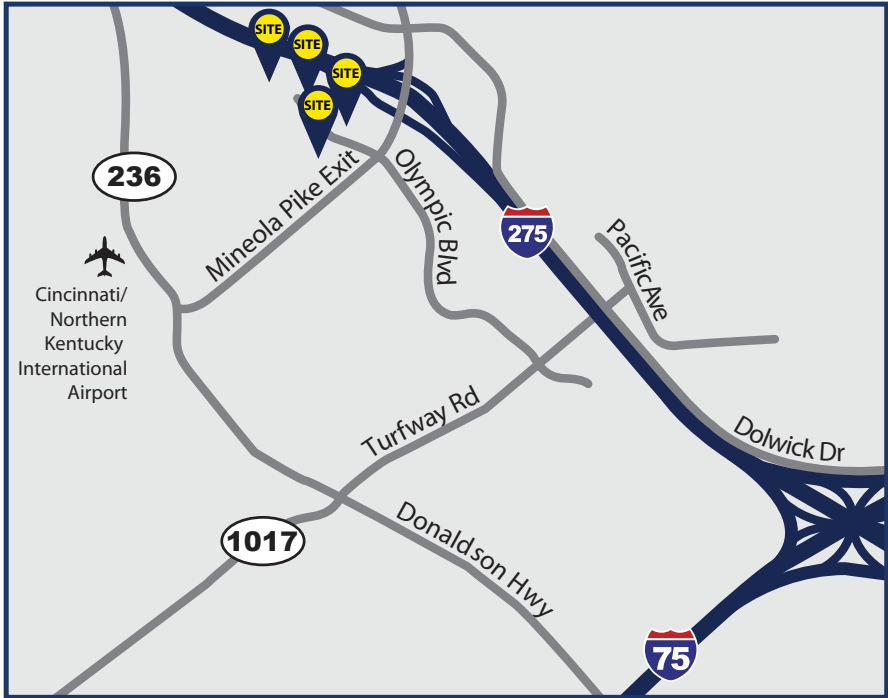 SITE
SITE
SITE
SITE
236
Mineola Pike Exit
Olympic Blvd
275
Pacific Ave
Cincinnati/
Northern
Kentucky
International
Airport
Turfway Rd
Dolwick Dr
1017
Donaldson Hwy
75